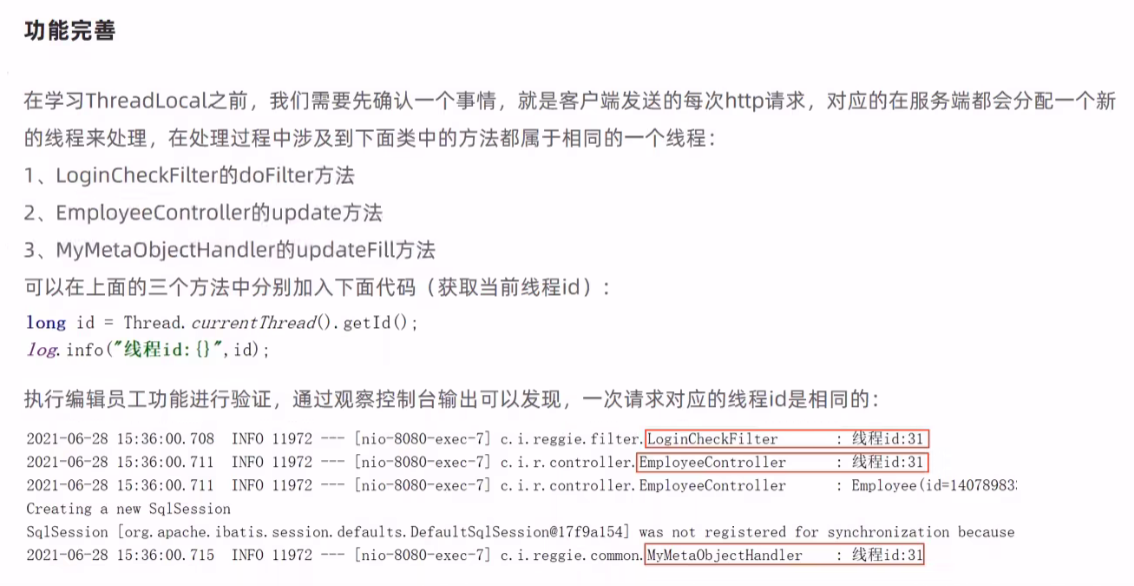 功能完善
在学习ThreadLocal之前，我们需要先确认一个事情，就是客户端发送的每次http请求，对应的在服务端都会分配一个新
的线程来处理，在处理过程中涉及到下面类中的方法都属于相同的一个线程：
1、LoginCheckFilter的doFilter方法
2、EmployeeController的update方法
3、MyMetaObjectHandler的updateFill方法
可以在上面的三个方法中分别加入下面代码（获取当前线程id）：
long id = Thread.currentThread().getId();
log.info("线程id:{}",id);
执行编辑员工功能进行验证，通过观察控制台输出可以发现，一次请求对应的线程id是相同的：
2021-06-28 15:36:00.708  INFO 11972 --- [nio-8080-exec-7] c.i.reggie.filter.LoginCheckFilter       : 线程id:31
2021-06-28 15:36:00.711  INFO 11972 --- [nio-8080-exec-7] c.i.r.controller.EmployeeController      : 线程id:31
2021-06-28 15:36:00.711  INFO 11972 --- [nio-8080-exec-7] c.i.r.controller.EmployeeController      : Employee(id=14078983
Creating a new SqlSession
SqlSession [org.apache.ibatis.session.defaults.DefaultSqlSession@17f9a154] was not registered for synchronization because
2021-06-28 15:36:00.715  INFO 11972 --- [nio-8080-exec-7] c.i.reggie.common.MyMetaObjectHandler    : 线程id:31